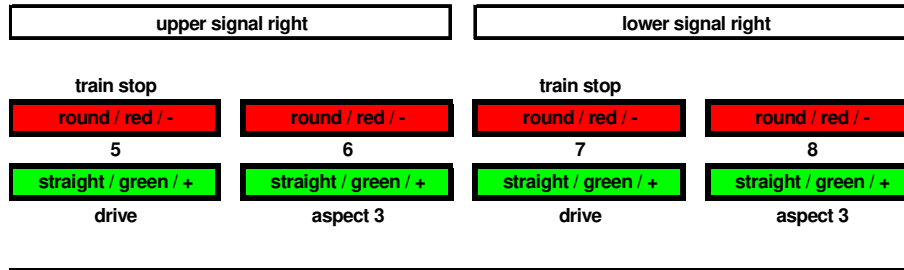 upper signal right lower signal right
train stop train stop
round / red / - round / red / - round / red / - round / red / -
5 6 7 8
straight / green / + straight / green / + straight / green / + straight / green / +
drive aspect 3 drive aspect 3